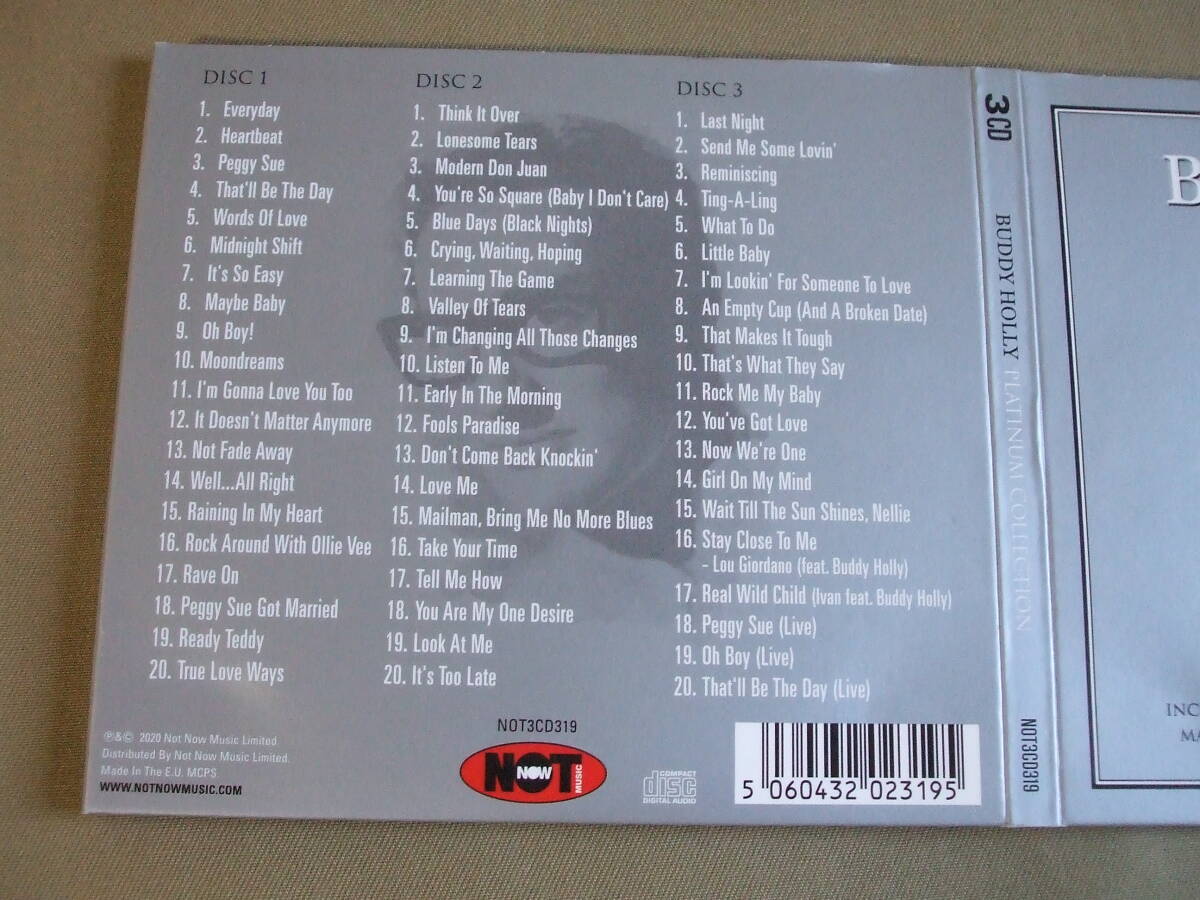 DISC 1
1. Everyday
2. Heartbeat
3. Peggy Sue
4. That'll Be The Day
5. Words Of Love
6. Midnight Shift
7. It's So Easy
8. Maybe Baby
9. Oh Boy!
10. Moondreams
11. I'm Gonna Love You Too
12. It Doesn't Matter Anymore
13. Not Fade Away
14. Well...All Right
15. Raining In My Heart
16. Rock Around With Ollie Vee
17. Rave On
18. Peggy Sue Got Married
19. Ready Teddy
20. True Love Ways
DISC 2
1. Think It Over
2. Lonesome Tears
3. Modern Don Juan
4. You're So Square (Baby I Don't Care)
5. Blue Days (Black Nights)
6. Crying, Waiting, Hoping
7. Learning The Game
8. Valley Of Tears
9. I'm Changing All Those Changes
10. Listen To Me
11. Early In The Morning
12. Fools Paradise
13. Don't Come Back Knockin'
14. Love Me
15. Mailman, Bring Me No More Blues
16. Take Your Time
17. Tell Me How
18. You Are My One Desire
19. Look At Me
20. It's Too Late
DISC 3
1. Last Night
2. Send Me Some Lovin'
3. Reminiscing
4. Ting-A-Ling
5. What To Do
6. Little Baby
7. I'm Lookin' For Someone To Love
8. An Empty Cup (And A Broken Date)
9. That Makes It Tough
10. That's What They Say
11. Rock Me My Baby
12. You've Got Love
13. Now We're One
14. Girl On My Mind
15. Wait Till The Sun Shines, Nellie
16. Stay Close To Me
- Lou Giordano (feat. Buddy Holly)
17. Real Wild Child (Ivan feat. Buddy Holly)
18. Peggy Sue (Live)
19. Oh Boy (Live)
20. That'll Be The Day (Live)
℗&© 2020 Not Now Music Limited.
Distributed By Not Now Music Limited.
Made In The E.U. MCPS
WWW.NOTNOWMUSIC.COM
NOT3CD319
NOT NOW MUSIC
COMPACT
disc
DIGITAL AUDIO
5 060432 023195
3CD BUDDY HOLLY PLATINUM COLLECTION NOT3CD319
B
INC
MA